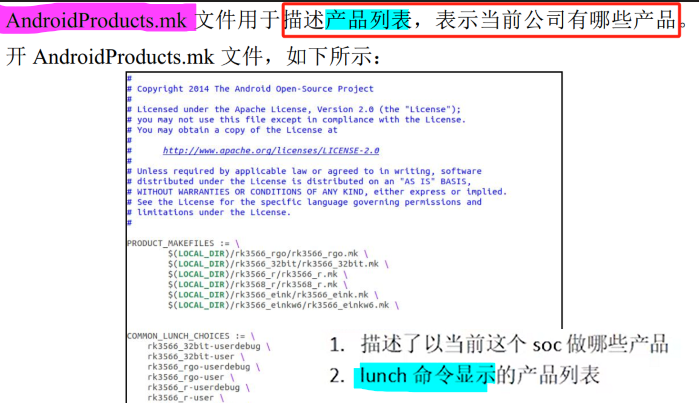 AndroidProducts.mk 文件用于描述产品列表，表示当前公司有哪些产品。
开 AndroidProducts.mk 文件，如下所示：
#
# Copyright 2014 The Android Open-Source Project
#
# Licensed under the Apache License, Version 2.0 (the "License");
# you may not use this file except in compliance with the License.
# You may obtain a copy of the License at
#
#      http://www.apache.org/licenses/LICENSE-2.0
#
# Unless required by applicable law or agreed to in writing, software
# distributed under the License is distributed on an "AS IS" BASIS,
# WITHOUT WARRANTIES OR CONDITIONS OF ANY KIND, either express or implied.
# See the License for the specific language governing permissions and
# limitations under the License.
#
PRODUCT_MAKEFILES := \
$(LOCAL_DIR)/rk3566_rgo/rk3566_rgo.mk \
$(LOCAL_DIR)/rk3566_32bit/rk3566_32bit.mk \
$(LOCAL_DIR)/rk3566_r/rk3566_r.mk \
$(LOCAL_DIR)/rk3568_r/rk3568_r.mk \
$(LOCAL_DIR)/rk3566_eink/rk3566_eink.mk \
$(LOCAL_DIR)/rk3566_einkw6/rk3566_einkw6.mk \
COMMON_LUNCH_CHOICES := \
rk3566_32bit-userdebug \
rk3566_32bit-user \
rk3566_rgo-userdebug \
rk3566_rgo-user \
rk3566_r-userdebug \
rk3566_r-user \
1. 描述了以当前这个 soc 做哪些产品
2. lunch 命令显示的产品列表